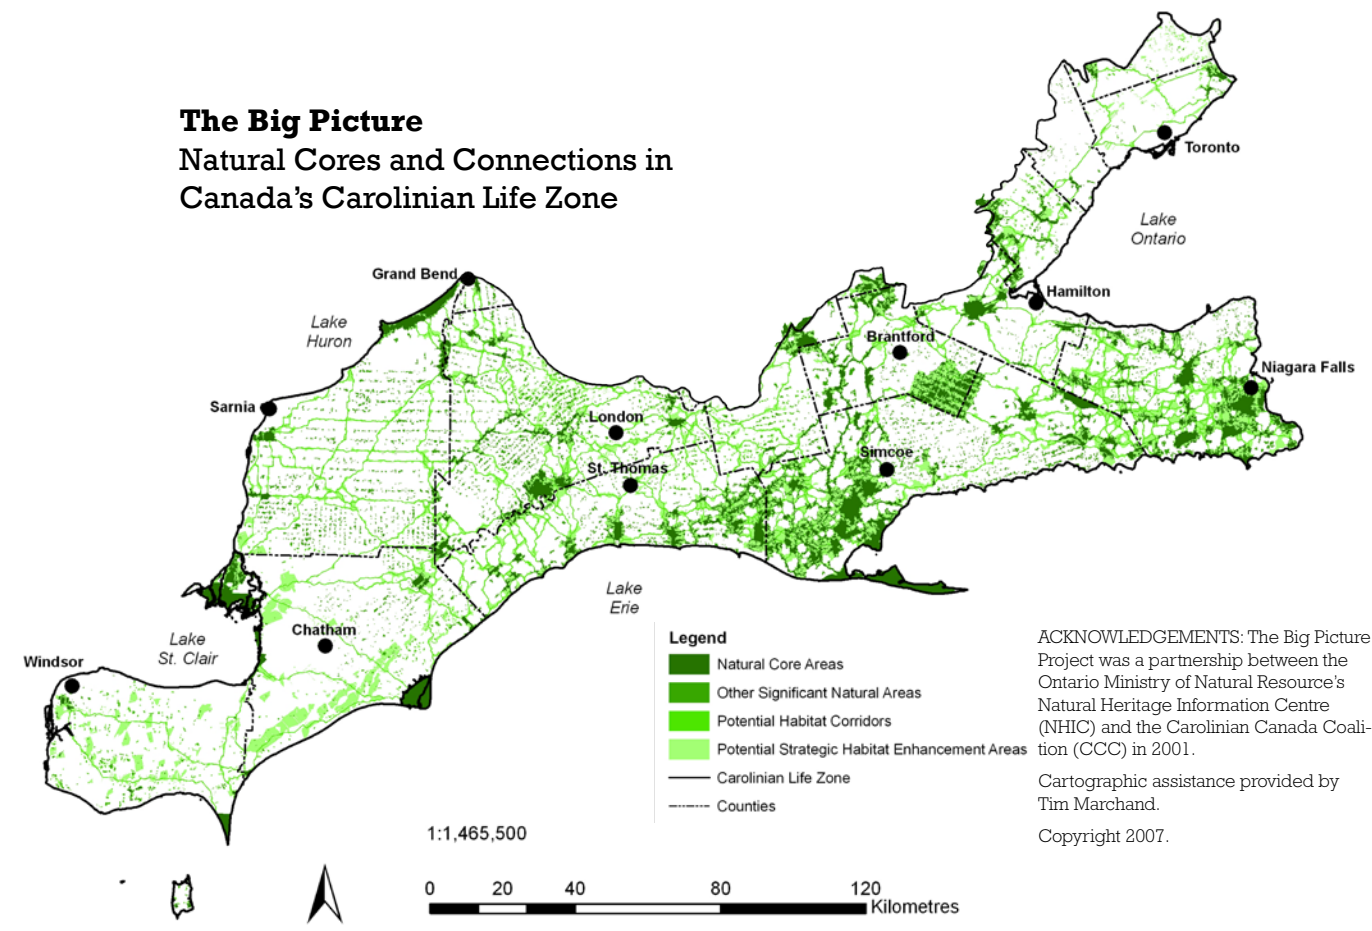 The Big Picture
Natural Cores and Connections in
Canada's Carolinian Life Zone
Toronto
Lake
Ontario
Grand Bend
Hamilton
Lake
Huron
Brantford
Niagara Falls
Sarnia
London
Simcoe
St. Thomas
Lake
Erie
Chatham
Lake
St. Clair
Windsor
Legend
Natural Core Areas
Other Significant Natural Areas
Potential Habitat Corridors
Potential Strategic Habitat Enhancement Areas
Carolinian Life Zone
Counties
ACKNOWLEDGEMENTS: The Big Picture
Project was a partnership between the
Ontario Ministry of Natural Resource's
Natural Heritage Information Centre
(NHIC) and the Carolinian Canada Coali-
tion (CCC) in 2001.
Cartographic assistance provided by
Tim Marchand.
Copyright 2007.
1:1,465,500
0 20 40 80 120
Kilometres